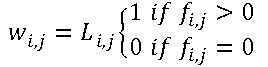 w_{i,j} = L_{i,j} { 1 if f_{i,j} > 0
0 if f_{i,j} = 0